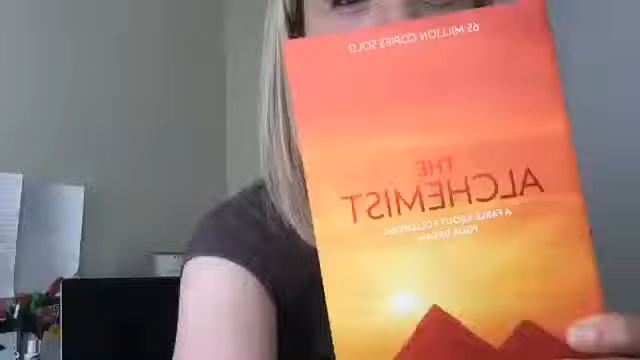 65 MILLION COPIES SOLD
THE
ALCHEMIST
A FABLE ABOUT FOLLOWING
YOUR DREAM